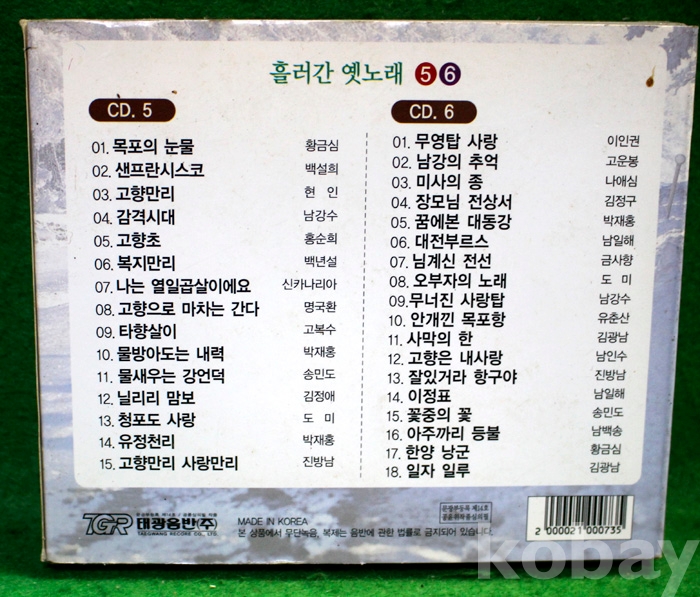 흘러간 옛노래 5 6
CD. 5
01. 목포의 눈물 황금심
02. 샌프란시스코 백설희
03. 고향만리 현 인
04. 감격시대 남강수
05. 고향초 홍순희
06. 복지만리 백년설
07. 나는 열일곱살이에요 신카나리아
08. 고향으로 마차는 간다 명국환
09. 타향살이 고복수
10. 물방아도는 내력 박재홍
11. 물새우는 강언덕 송민도
12. 닐리리 맘보 김정애
13. 청포도 사랑 도 미
14. 유정천리 박재홍
15. 고향만리 사랑만리 진방남
CD. 6
01. 무영탑 사랑 이인권
02. 남강의 추억 고운봉
03. 미사의 종 나애심
04. 장모님 전상서 김정구
05. 꿈에본 대동강 박재홍
06. 대전부르스 남일해
07. 님계신 전선 금사향
08. 오부자의 노래 도 미
09. 무너진 사랑탑 남강수
10. 안개낀 목포항 유춘산
11. 사막의 한 김광남
12. 고향은 내사랑 남인수
13. 잘있거라 항구야 진방남
14. 이정표 남일해
15. 꽃중의 꽃 송민도
16. 아주까리 등불 남백송
17. 한양 낭군 황금심
18. 일자 일루 김광남
TGR 태광음반(주)
TAEGWANG RECORD CO., LTD.
MADE IN KOREA
본 상품에서 무단녹음, 복제는 음반에 관한 법률로 금지되어 있습니다.
2 000021 000735
kobay